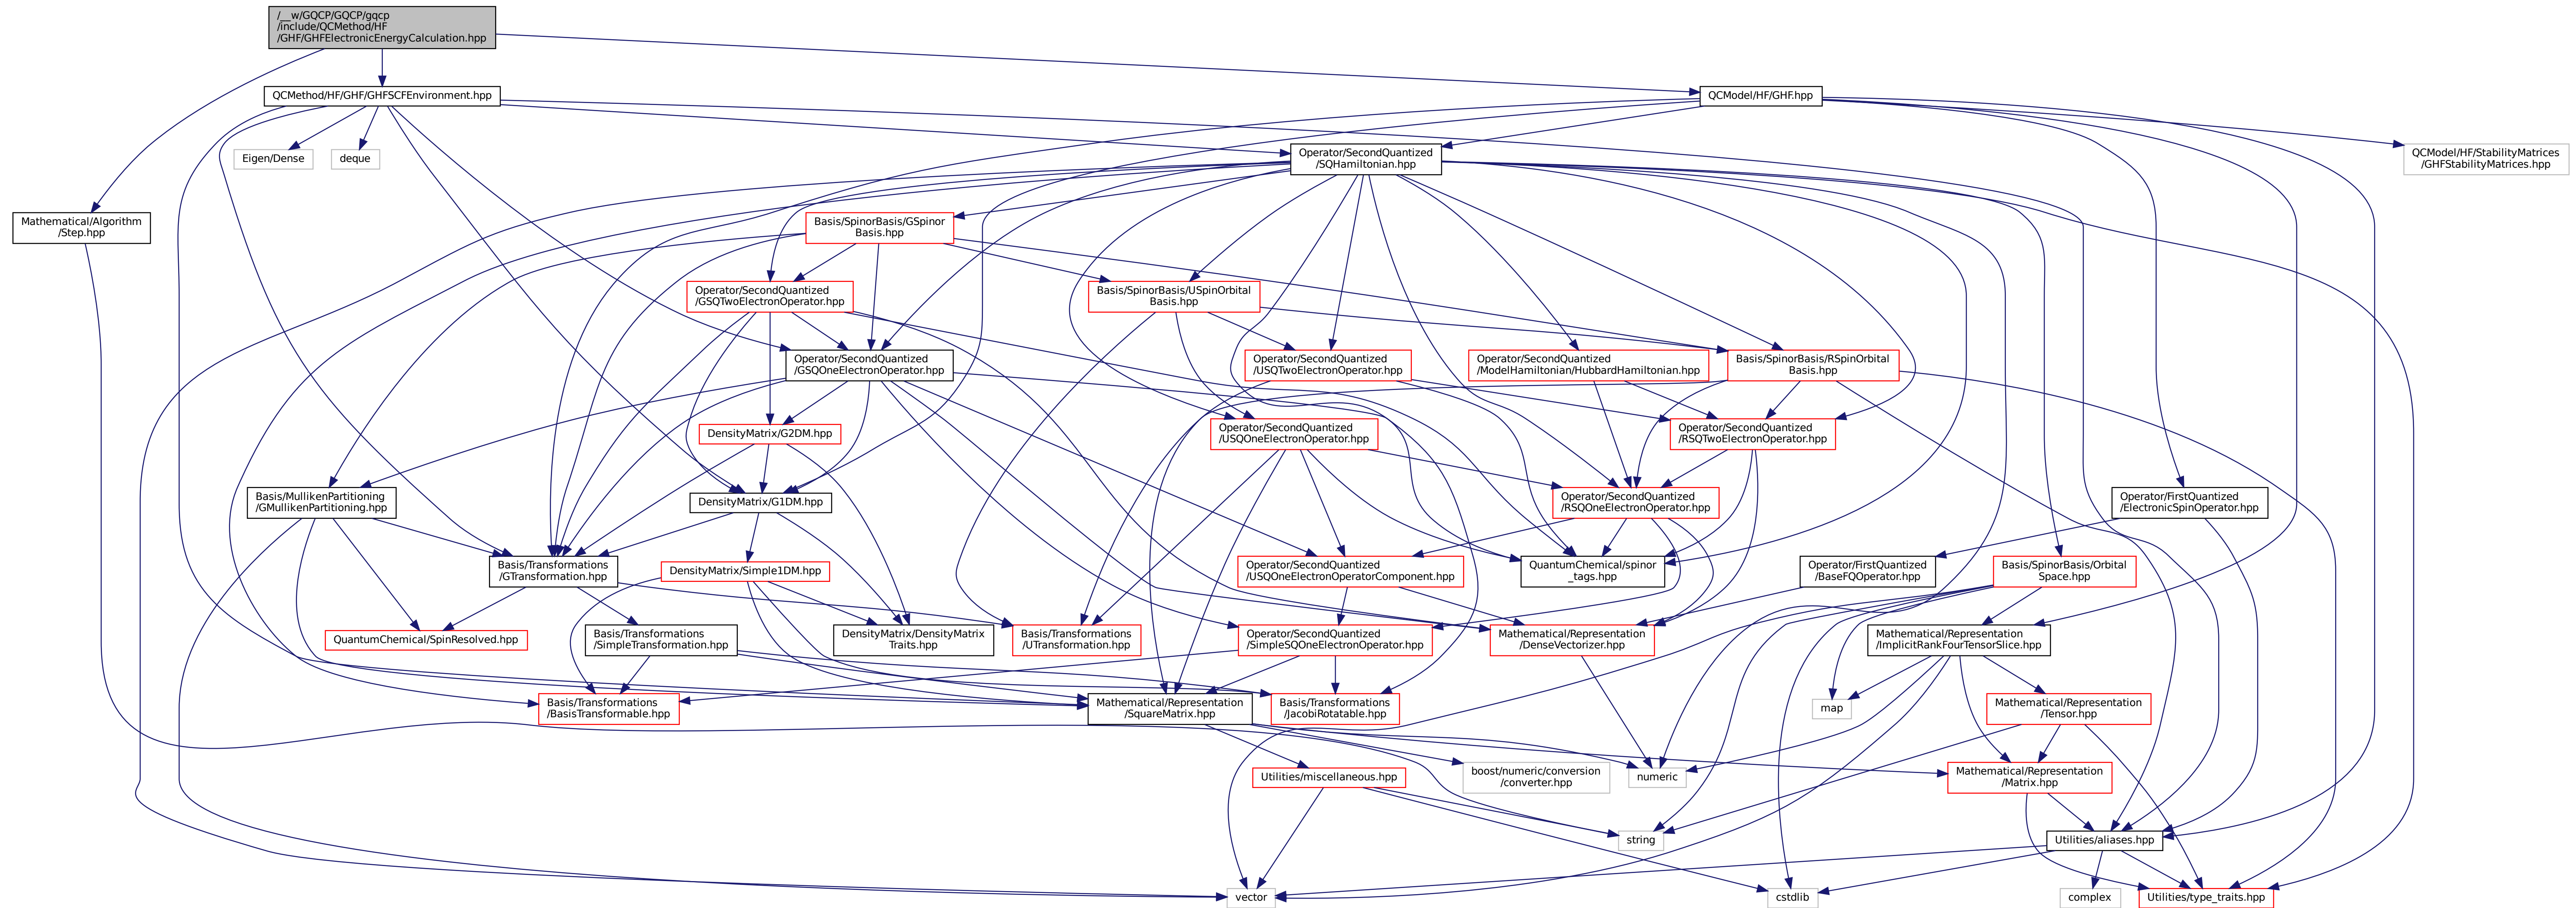 /__w/GQCP/GQCP/gqcp
/include/QCMethod/HF
/GHF/GHFElectronicEnergyCalculation.hpp
QCMethod/HF/GHF/GHFSCFEnvironment.hpp
QCModel/HF/GHF.hpp
Eigen/Dense
deque
Operator/SecondQuantized
/SQHamiltonian.hpp
QCModel/HF/StabilityMatrices
/GHFStabilityMatrices.hpp
Mathematical/Algorithm
/Step.hpp
Basis/SpinorBasis/GSpinor
Basis.hpp
Operator/SecondQuantized
/GSQTwoElectronOperator.hpp
Basis/SpinorBasis/USpinOrbital
Basis.hpp
Operator/SecondQuantized
/GSQOneElectronOperator.hpp
Operator/SecondQuantized
/USQTwoElectronOperator.hpp
Operator/SecondQuantized
/ModelHamiltonian/HubbardHamiltonian.hpp
Basis/SpinorBasis/RSpinOrbital
Basis.hpp
DensityMatrix/G2DM.hpp
Operator/SecondQuantized
/USQOneElectronOperator.hpp
Operator/SecondQuantized
/RSQTwoElectronOperator.hpp
Basis/MullikenPartitioning
/GMullikenPartitioning.hpp
DensityMatrix/G1DM.hpp
Operator/SecondQuantized
/RSQOneElectronOperator.hpp
Operator/FirstQuantized
/ElectronicSpinOperator.hpp
Basis/Transformations
/GTransformation.hpp
DensityMatrix/Simple1DM.hpp
Operator/SecondQuantized
/USQOneElectronOperatorComponent.hpp
QuantumChemical/spinor
_tags.hpp
Operator/FirstQuantized
/BaseFQOperator.hpp
Basis/SpinorBasis/Orbital
Space.hpp
QuantumChemical/SpinResolved.hpp
Basis/Transformations
/SimpleTransformation.hpp
DensityMatrix/DensityMatrix
Traits.hpp
Basis/Transformations
/UTransformation.hpp
Operator/SecondQuantized
/SimpleSQOneElectronOperator.hpp
Mathematical/Representation
/DenseVectorizer.hpp
Mathematical/Representation
/ImplicitRankFourTensorSlice.hpp
Basis/Transformations
/BasisTransformable.hpp
Mathematical/Representation
/SquareMatrix.hpp
Basis/Transformations
/JacobiRotatable.hpp
map
Mathematical/Representation
/Tensor.hpp
Utilities/miscellaneous.hpp
boost/numeric/conversion
/converter.hpp
numeric
Mathematical/Representation
/Matrix.hpp
string
Utilities/aliases.hpp
vector
cstdlib
complex
Utilities/type_traits.hpp